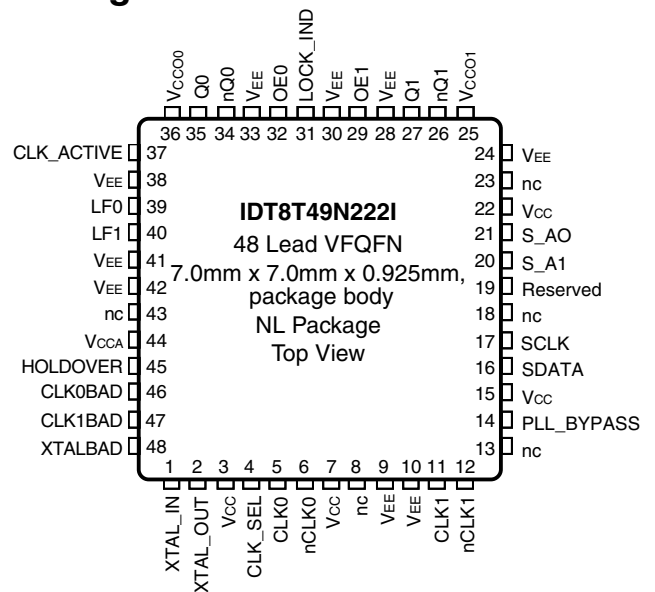 VCCO0
Q0
nQ0
VEE
OE0
LOCK_IND
VEE
OE1
VEE
Q1
nQ1
VCCO1
36 35 34 33 32 31 30 29 28 27 26 25
CLK_ACTIVE 37
VEE 38
LF0 39
LF1 40
VEE 41
VEE 42
nc 43
VCCA 44
HOLDOVER 45
CLK0BAD 46
CLK1BAD 47
XTALBAD 48
IDT8T49N222I
48 Lead VFQFN
7.0mm x 7.0mm x 0.925mm,
package body
NL Package
Top View
24 VEE
23 nc
22 VCC
21 S_AO
20 S_A1
19 Reserved
18 nc
17 SCLK
16 SDATA
15 VCC
14 PLL_BYPASS
13 nc
1 2 3 4 5 6 7 8 9 10 11 12
XTAL_IN
XTAL_OUT
VCC
CLK_SEL
CLK0
nCLK0
VCC
nc
VEE
VEE
CLK1
nCLK1